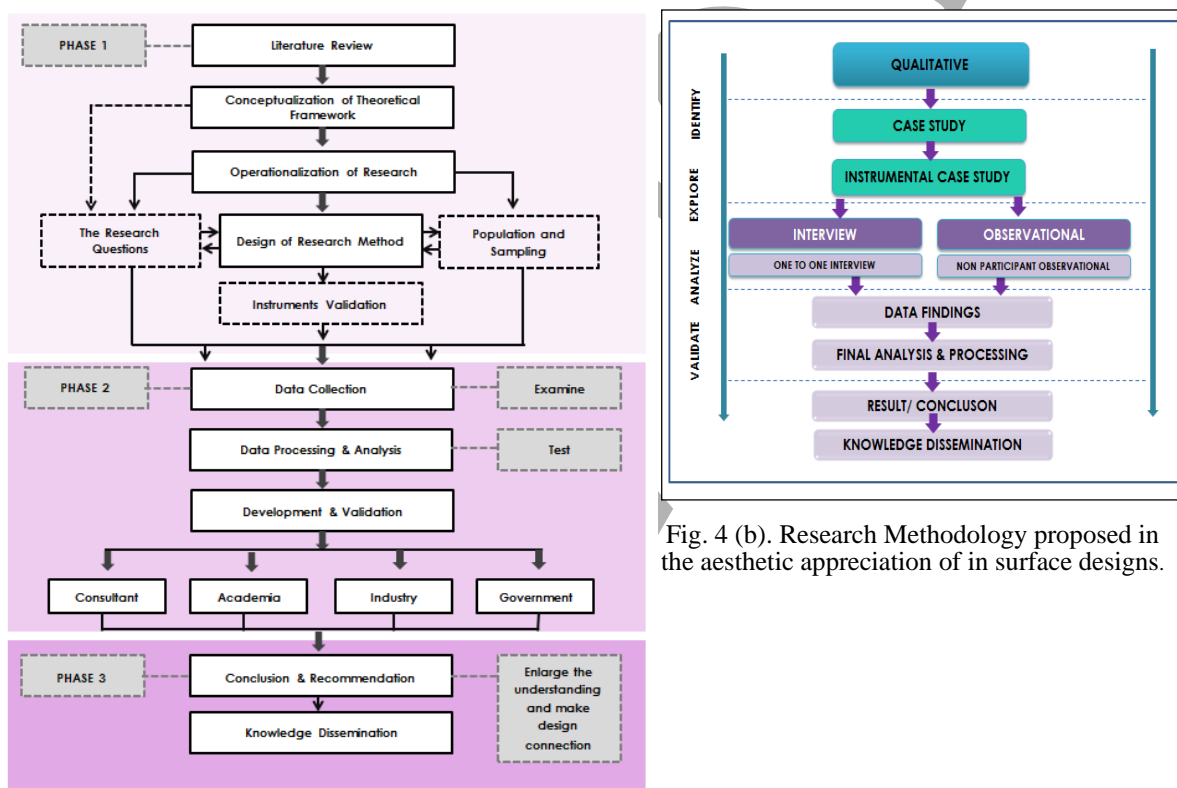 PHASE 1
Literature Review
Conceptualization of Theoretical
Framework
Operationalization of Research
The Research
Questions
Design of Research Method
Population and
Sampling
Instruments Validation
PHASE 2
Data Collection
Examine
Data Processing & Analysis
Test
Development & Validation
Consultant
Academia
Industry
Government
PHASE 3
Conclusion & Recommendation
Enlarge the
understanding
and make
design
connection
Knowledge Dissemination
IDENTIFY
EXPLORE
ANALYZE
VALIDATE
QUALITATIVE
CASE STUDY
INSTRUMENTAL CASE STUDY
INTERVIEW
OBSERVATIONAL
ONE TO ONE INTERVIEW
NON PARTICIPANT OBSERVATIONAL
DATA FINDINGS
FINAL ANALYSIS & PROCESSING
RESULT/ CONCLUSON
KNOWLEDGE DISSEMINATION
Fig. 4 (b). Research Methodology proposed in
the aesthetic appreciation of in surface designs.